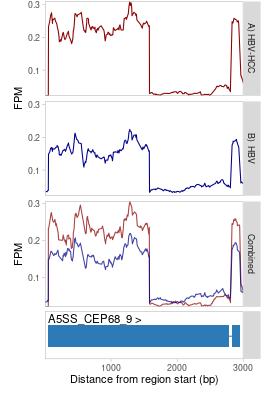 0.3
0.2
0.1
FPM
A) HBV-HCC
0.3
0.2
0.1
B) HBV
0.3
0.2
0.1
FPM
Combined
A5SS_CEP68_9 >
1000 2000 3000
Distance from region start (bp)